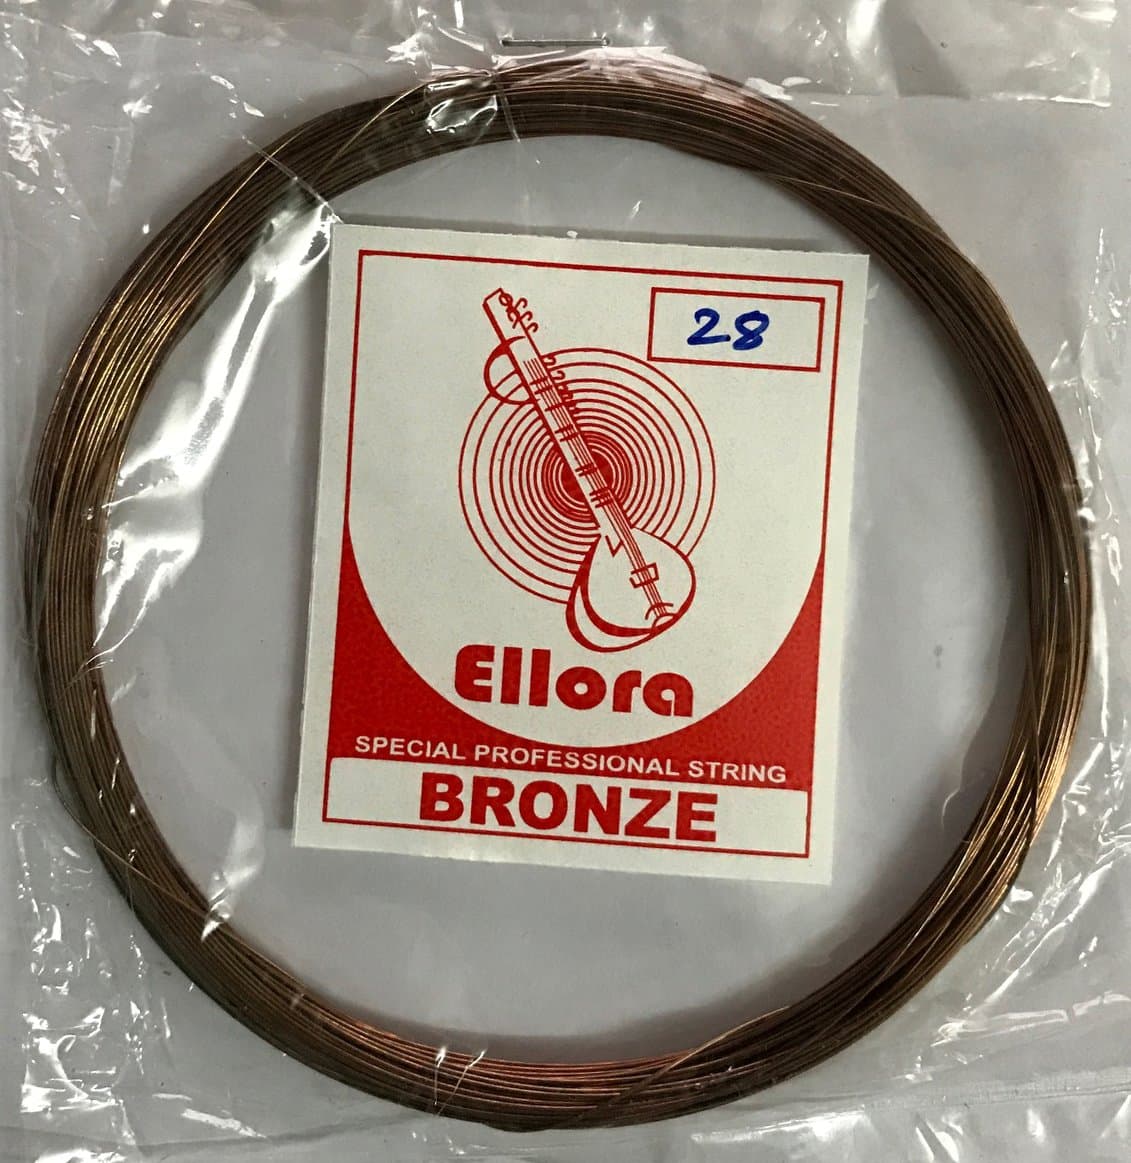 28
Ellora
SPECIAL PROFESSIONAL STRING
BRONZE